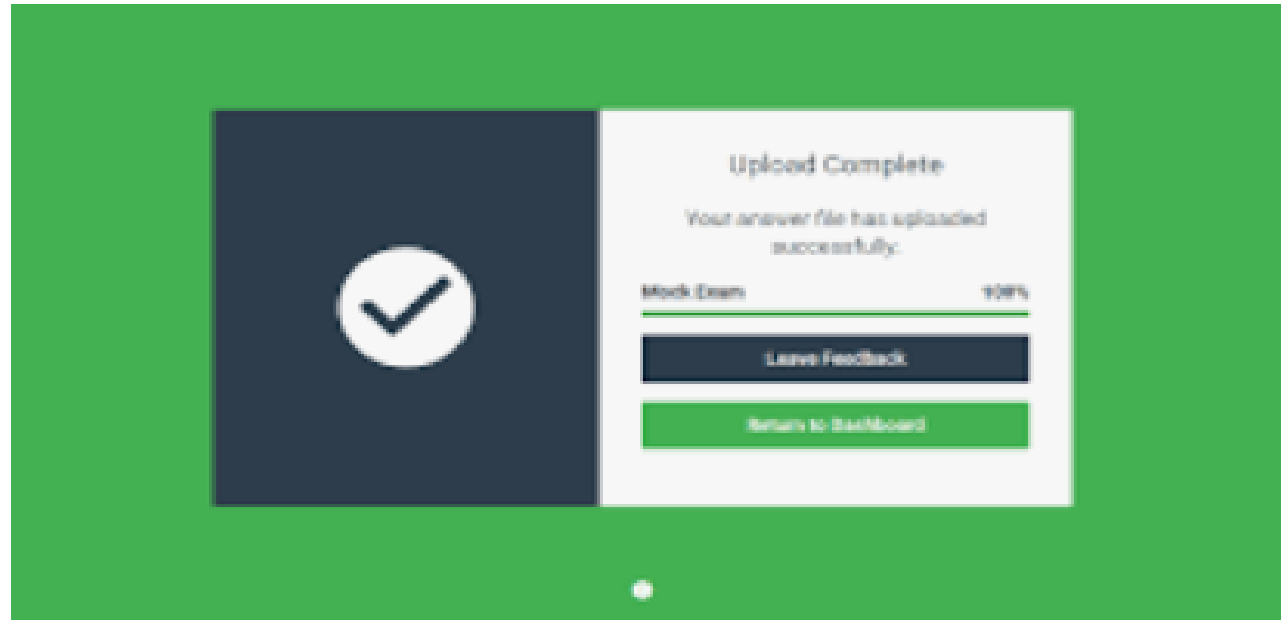 Upload Complete
Your answer file has uploaded
successfully.
Mock Exam 100%
Leave Feedback
Return to Dashboard